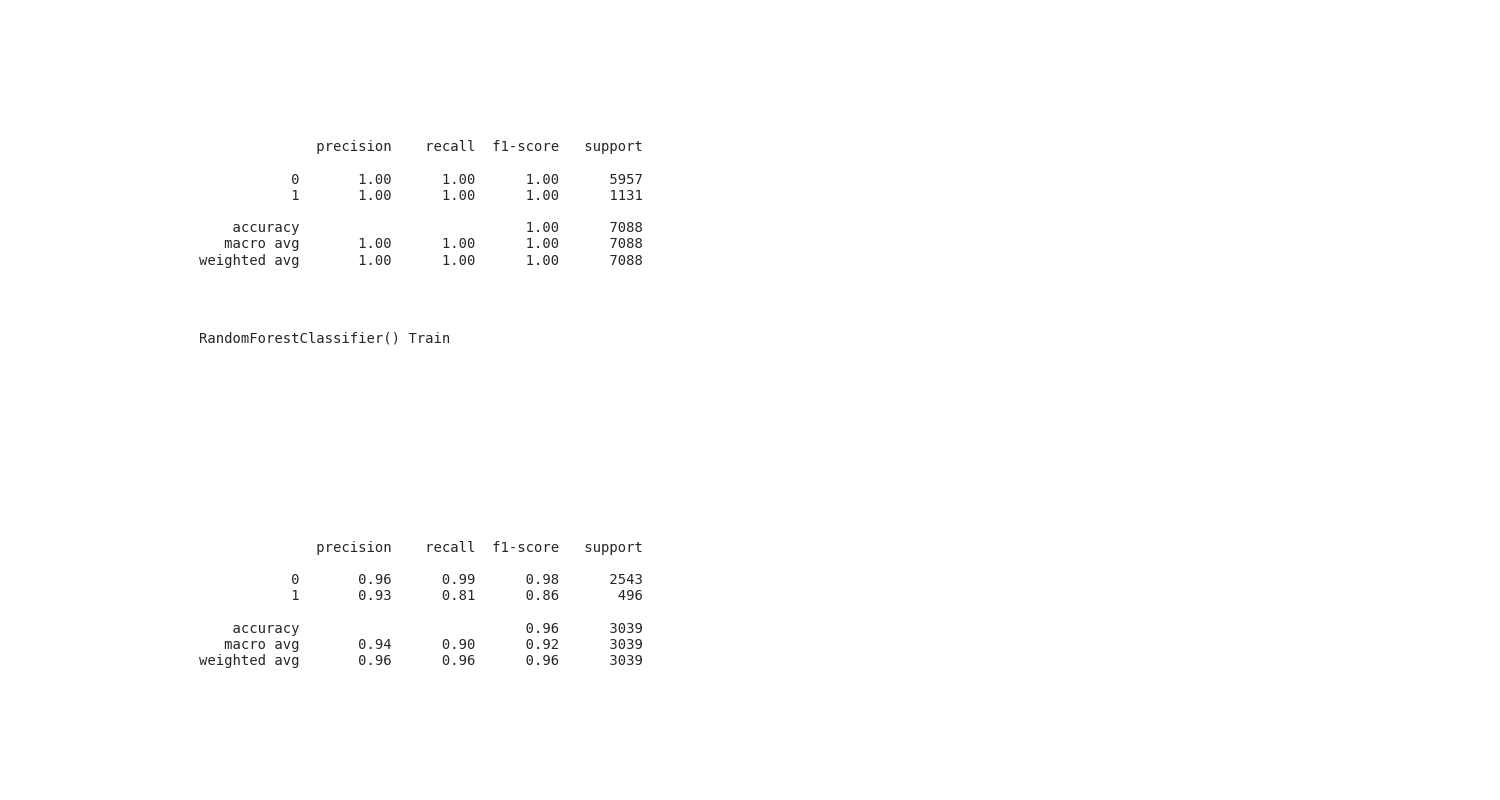 precision    recall  f1-score   support

           0       1.00      1.00      1.00      5957
           1       1.00      1.00      1.00      1131

    accuracy                           1.00      7088
   macro avg       1.00      1.00      1.00      7088
weighted avg       1.00      1.00      1.00      7088

RandomForestClassifier() Train

              precision    recall  f1-score   support

           0       0.96      0.99      0.98      2543
           1       0.93      0.81      0.86       496

    accuracy                           0.96      3039
   macro avg       0.94      0.90      0.92      3039
weighted avg       0.96      0.96      0.96      3039